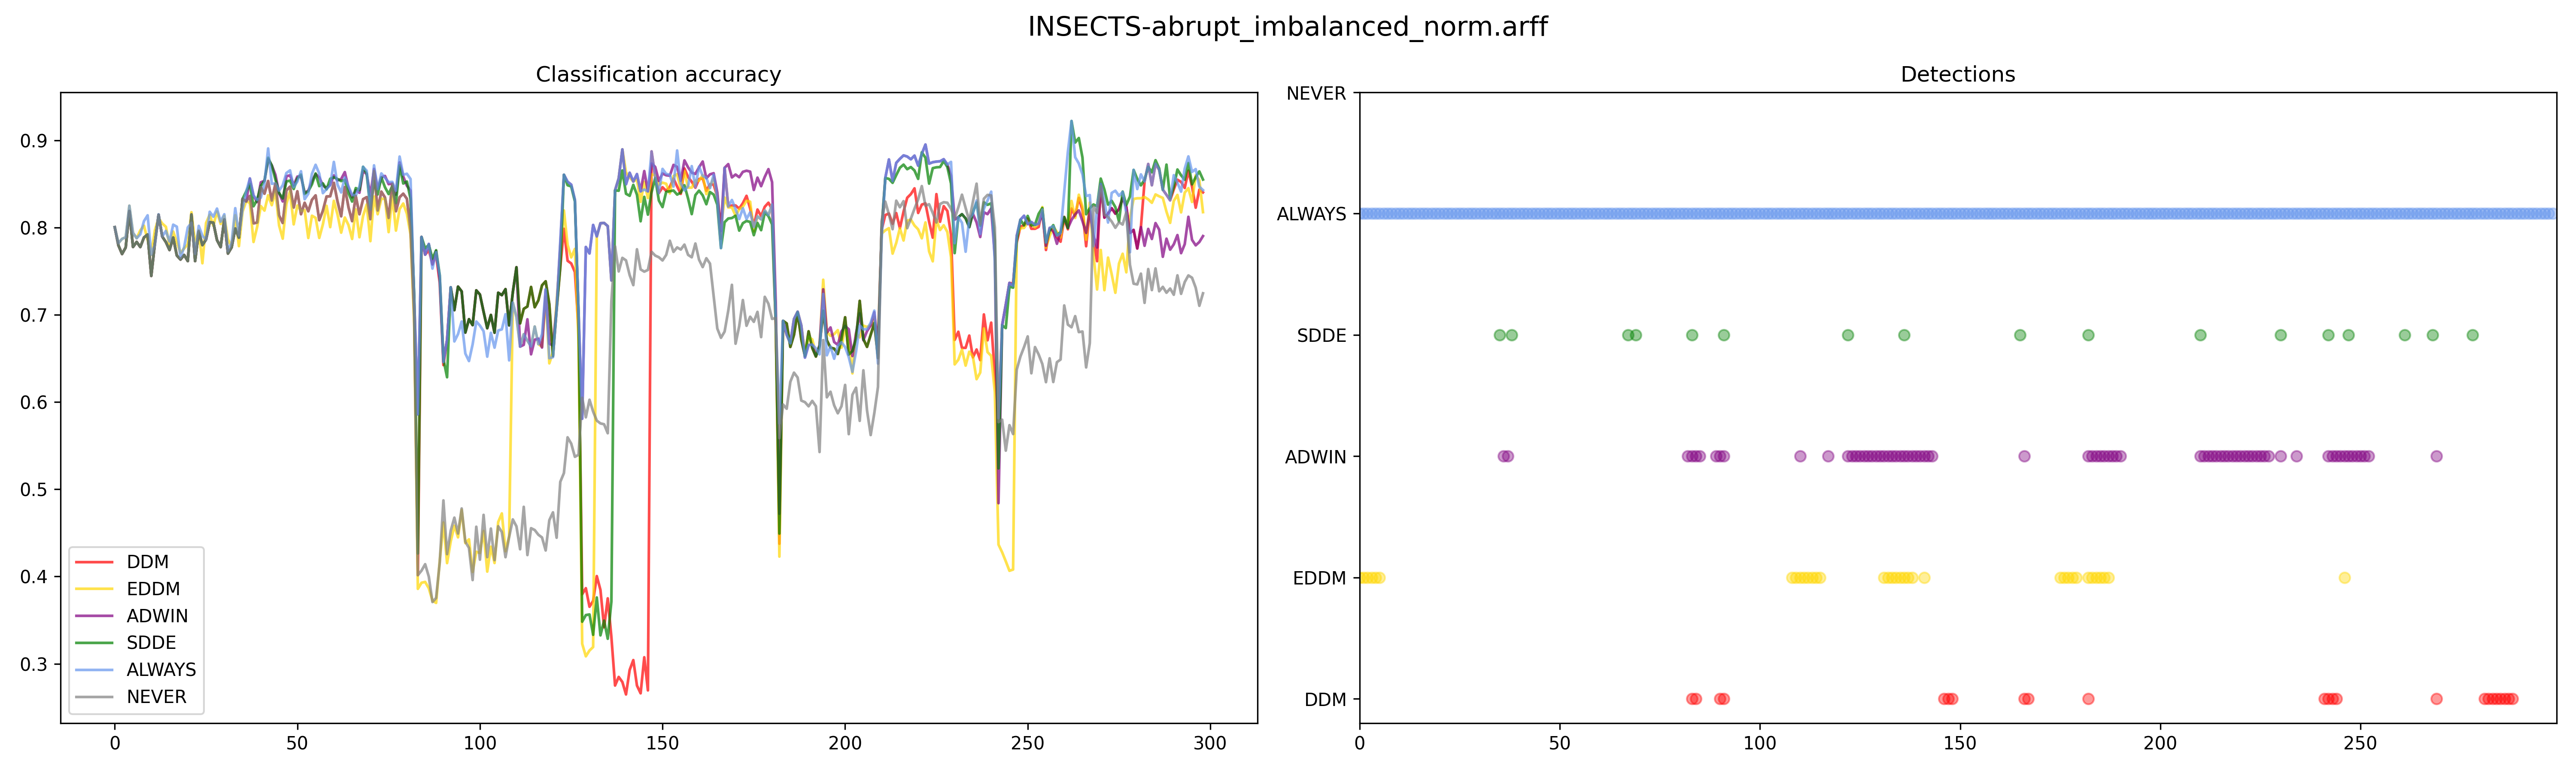 INSECTS-abrupt_imbalanced_norm.arff
Classification accuracy
0.9
0.8
0.7
0.6
0.5
0.4
0.3
DDM
EDDM
ADWIN
SDDE
ALWAYS
NEVER
0 50 100 150 200 250 300
Detections
NEVER
ALWAYS
SDDE
ADWIN
EDDM
DDM
0 50 100 150 200 250